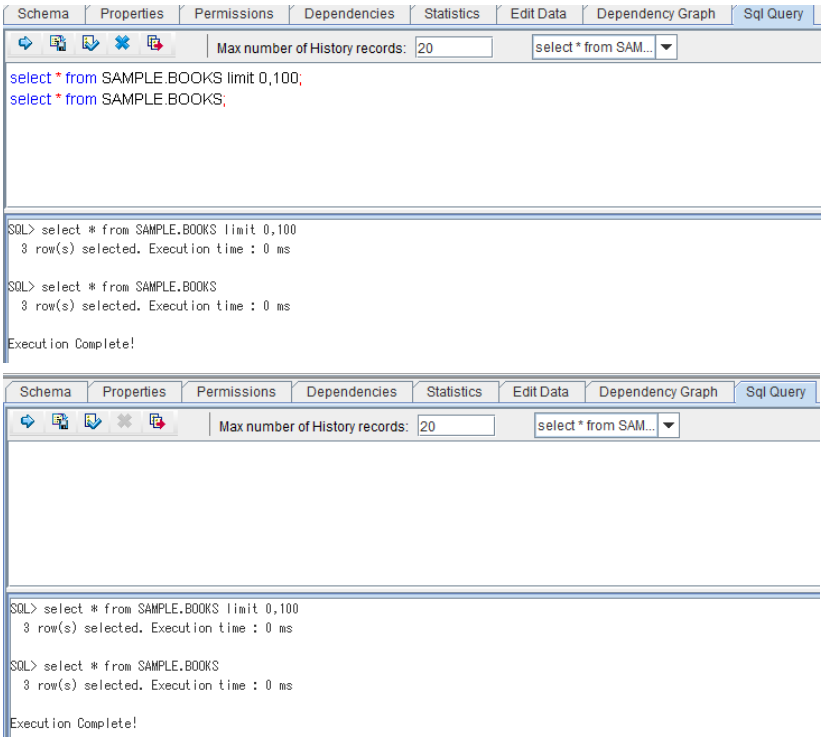 Schema Properties Permissions Dependencies Statistics Edit Data Dependency Graph Sql Query
Max number of History records: 20 select * from SAM...
select * from SAMPLE.BOOKS limit 0,100;
select * from SAMPLE.BOOKS;
SQL> select * from SAMPLE.BOOKS limit 0,100
3 row(s) selected. Execution time : 0 ms
SQL> select * from SAMPLE.BOOKS
3 row(s) selected. Execution time : 0 ms
Execution Complete!
Schema Properties Permissions Dependencies Statistics Edit Data Dependency Graph Sql Query
Max number of History records: 20 select * from SAM...
SQL> select * from SAMPLE.BOOKS limit 0,100
3 row(s) selected. Execution time : 0 ms
SQL> select * from SAMPLE.BOOKS
3 row(s) selected. Execution time : 0 ms
Execution Complete!